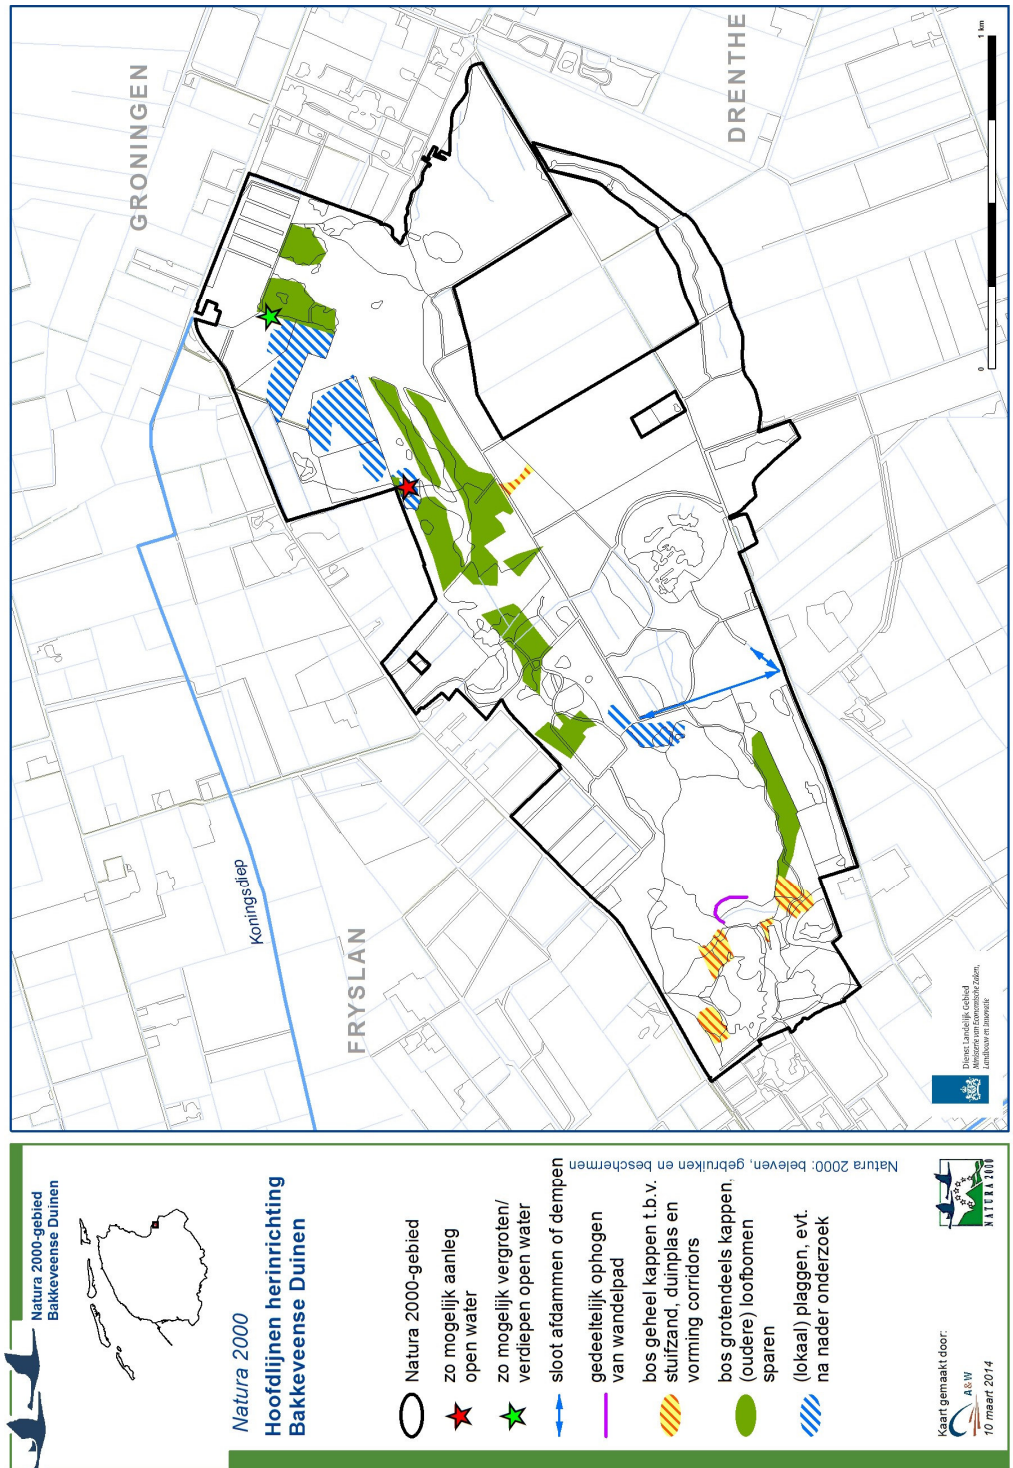 Natura 2000-gebied
Bakkeveense Duinen
Natura 2000
Hoofdlijnen herinrichting
Bakkeveense Duinen
Natura 2000-gebied
zo mogelijk aanleg
open water
zo mogelijk vergroten/
verdiepen open water
sloot afdammen of dempen
gedeeltelijk ophogen
van wandelpad
bos geheel kappen t.b.v.
stuifzand, duinplas en
vorming corridors
bos grotendeels kappen,
(oudere) loofbomen
sparen
(lokaal) plaggen, evt.
na nader onderzoek
Natura 2000: beleven, gebruiken en beschermen
Kaart gemaakt door:
A&W
10 maart 2014
NATURA 2000
GRONINGEN
DRENTHE
FRYSLAN
Koningsdiep
0
1 km
Dienst Landelijk Gebied
Ministerie van Economische Zaken,
Landbouw en Innovatie